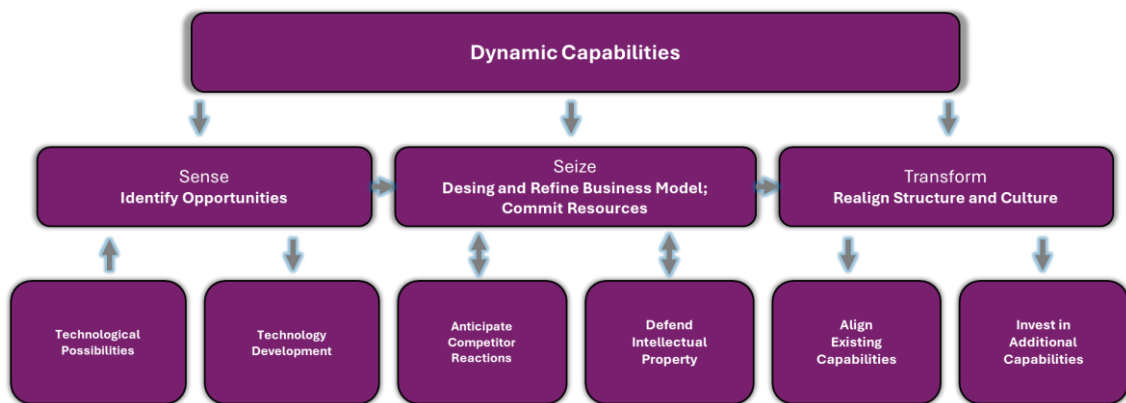 Dynamic Capabilities
Sense
Identify Opportunities
Seize
Desing and Refine Business Model;
Commit Resources
Transform
Realign Structure and Culture
Technological
Possibilities
Technology
Development
Anticipate
Competitor
Reactions
Defend
Intellectual
Property
Align
Existing
Capabilities
Invest in
Additional
Capabilities